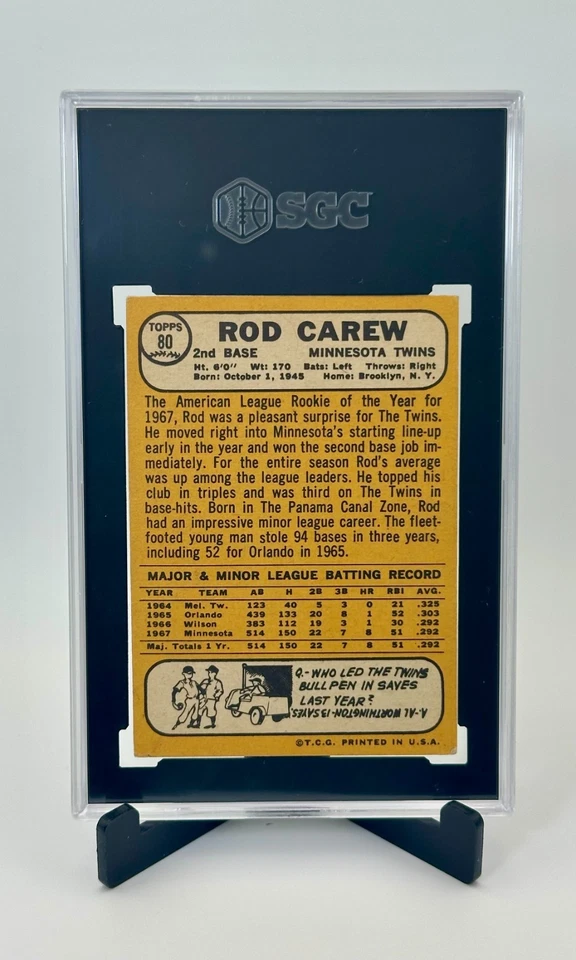 SGC
TOPPS
80
ROD CAREW
2nd BASE MINNESOTA TWINS
Ht. 6'0" Wt: 170 Bats: Left Throws: Right
Born: October 1, 1945 Home: Brooklyn, N. Y.
The American League Rookie of the Year for
1967, Rod was a pleasant surprise for The Twins.
He moved right into Minnesota's starting line-up
early in the year and won the second base job im-
mediately. For the entire season Rod's average
was up among the league leaders. He topped his
club in triples and was third on The Twins in
base-hits. Born in The Panama Canal Zone, Rod
had an impressive minor league career. The fleet-
footed young man stole 94 bases in three years,
including 52 for Orlando in 1965.
MAJOR & MINOR LEAGUE BATTING RECORD
YEAR TEAM AB H 2B 3B HR RBI AVG.
1964 Mel. Tw. 123 40 5 3 0 21 .325
1965 Orlando 439 133 20 8 1 52 .303
1966 Wilson 383 112 19 3 1 30 .292
1967 Minnesota 514 150 22 7 8 51 .292
Maj. Totals 1 Yr. 514 150 22 7 8 51 .292
Q.-WHO LED THE TWINS
BULLPEN IN SAVES
LAST YEAR?
A.-AL WORTHINGTON-13 SAVES.
©T.C.G. PRINTED IN U.S.A.